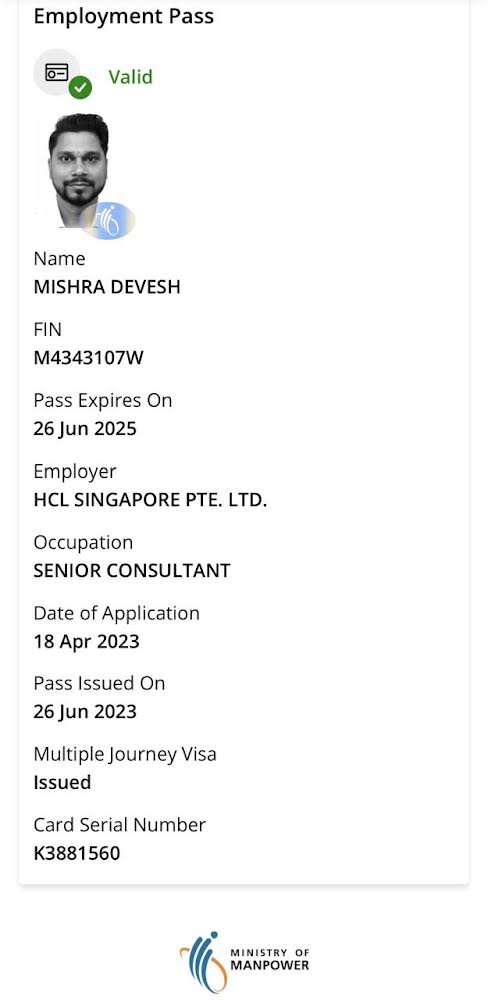 Employment Pass
Valid
Name
MISHRA DEVESH
FIN
M4343107W
Pass Expires On
26 Jun 2025
Employer
HCL SINGAPORE PTE. LTD.
Occupation
SENIOR CONSULTANT
Date of Application
18 Apr 2023
Pass Issued On
26 Jun 2023
Multiple Journey Visa
Issued
Card Serial Number
K3881560
MINISTRY OF
MANPOWER